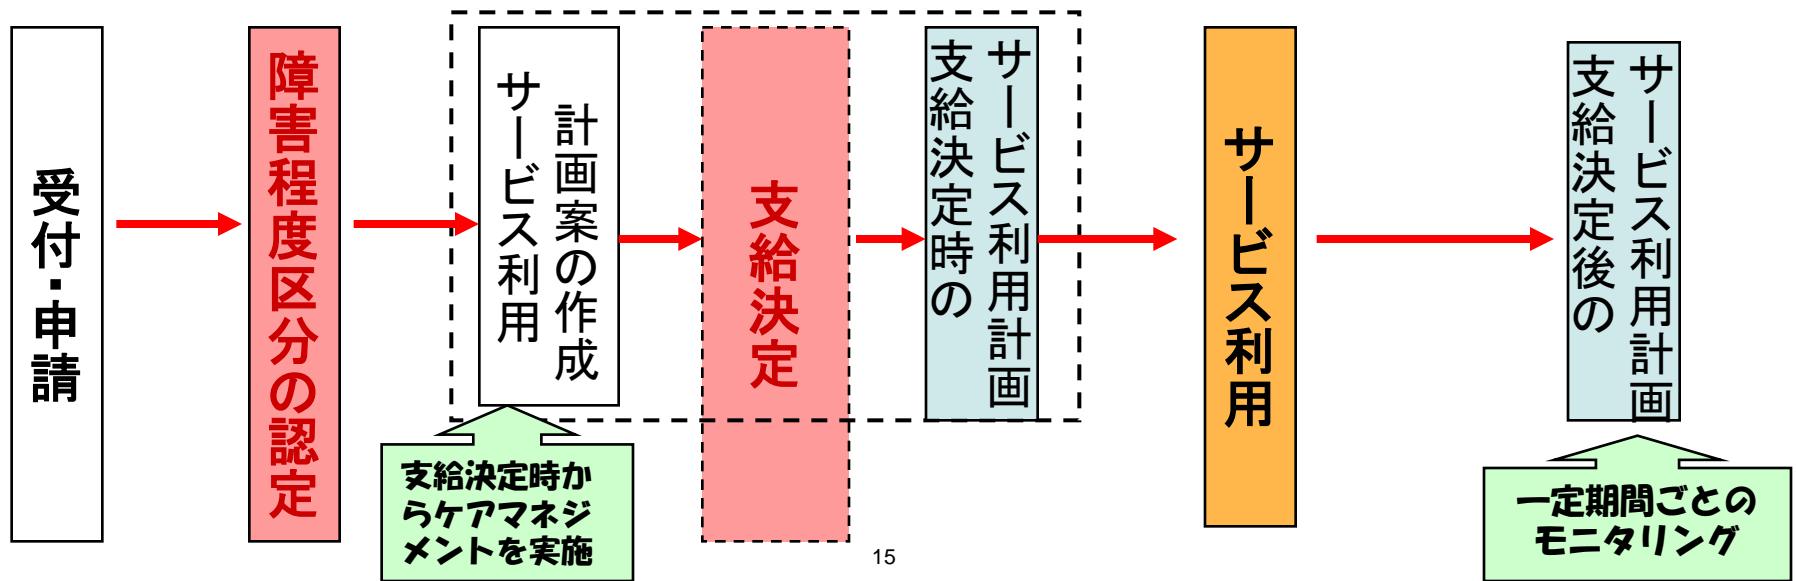 受付・申請
障害程度区分の認定
サービス利用
計画案の作成
支給決定
支給決定時の
サービス利用計画
サービス利用
支給決定後の
サービス利用計画
支給決定時か
らケアマネジ
メントを実施
一定期間ごとの
モニタリング
15